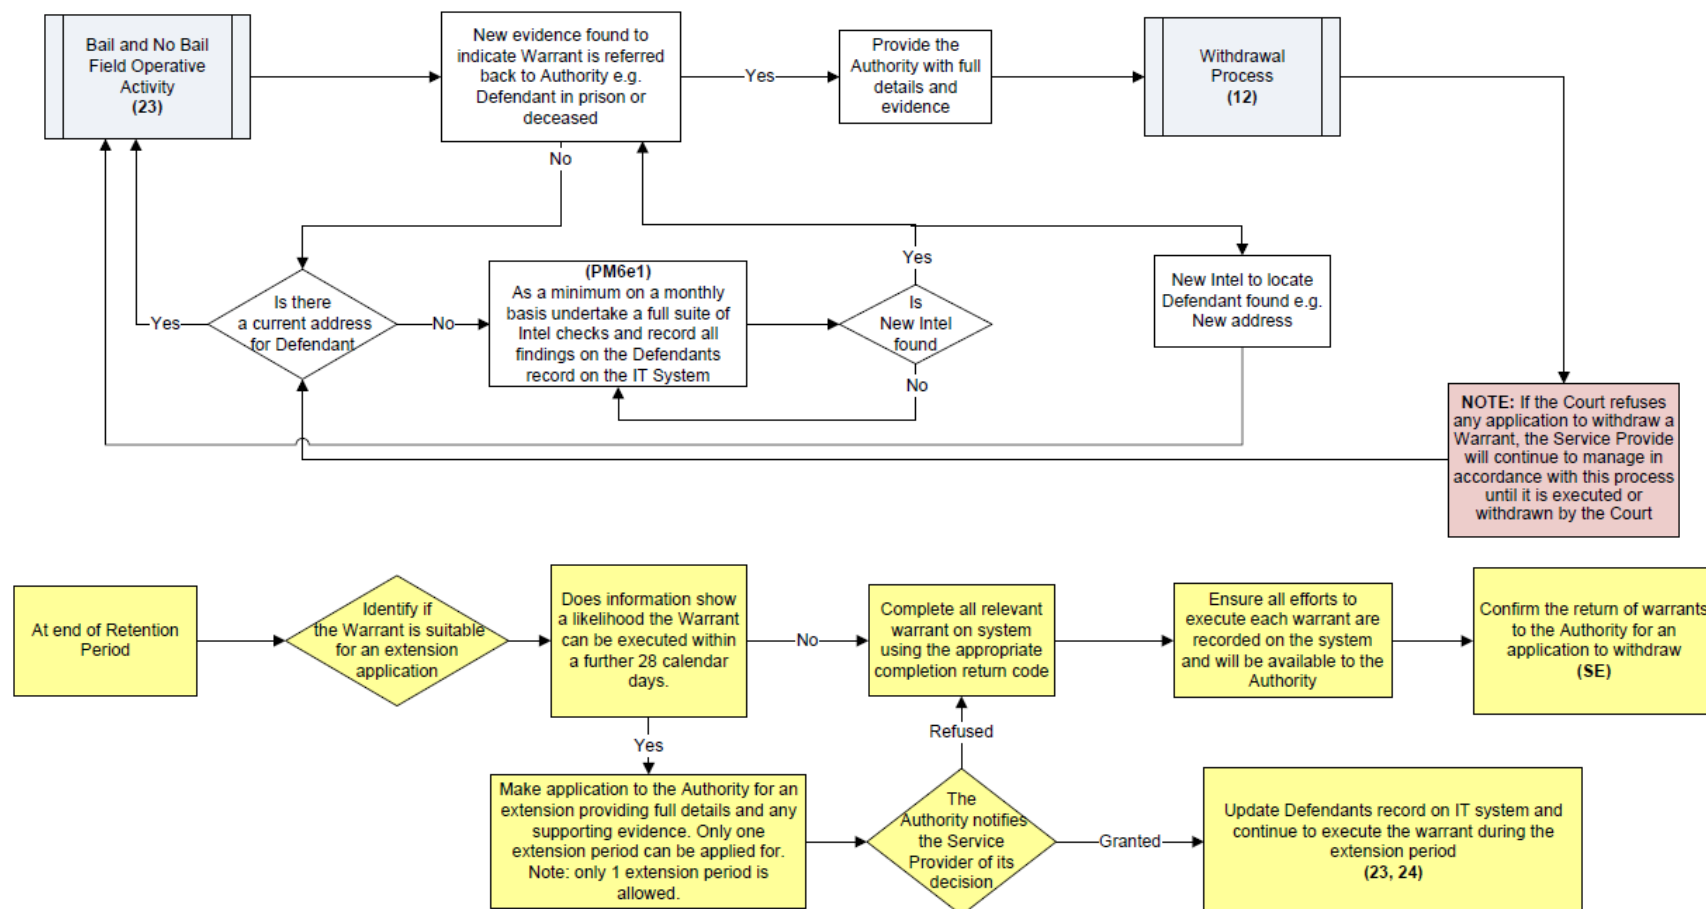 Bail and No Bail
Field Operative
Activity
(23)
New evidence found to
indicate Warrant is referred
back to Authority e.g.
Defendant in prison or
deceased
Yes
Provide the
Authority with full
details and
evidence
Withdrawal
Process
(12)
No
Is there
a current address
for Defendant
Yes
No
(PM6e1)
As a minimum on a monthly
basis undertake a full suite of
Intel checks and record all
findings on the Defendants
record on the IT System
Yes
Is
New Intel
found
No
New Intel to locate
Defendant found e.g.
New address
NOTE: If the Court refuses
any application to withdraw a
Warrant, the Service Provide
will continue to manage in
accordance with this process
until it is executed or
withdrawn by the Court
At end of Retention
Period
Identify if
the Warrant is suitable
for an extension
application
Does information show
a likelihood the Warrant
can be executed within
a further 28 calendar
days.
No
Complete all relevant
warrant on system
using the appropriate
completion return code
Ensure all efforts to
execute each warrant are
recorded on the system
and will be available to the
Authority
Confirm the return of warrants
to the Authority for an
application to withdraw
(SE)
Yes
Refused
Make application to the Authority for an
extension providing full details and any
supporting evidence. Only one
extension period can be applied for.
Note: only 1 extension period is
allowed.
The
Authority notifies
the Service
Provider of its
decision
Granted
Update Defendants record on IT system and
continue to execute the warrant during the
extension period
(23, 24)